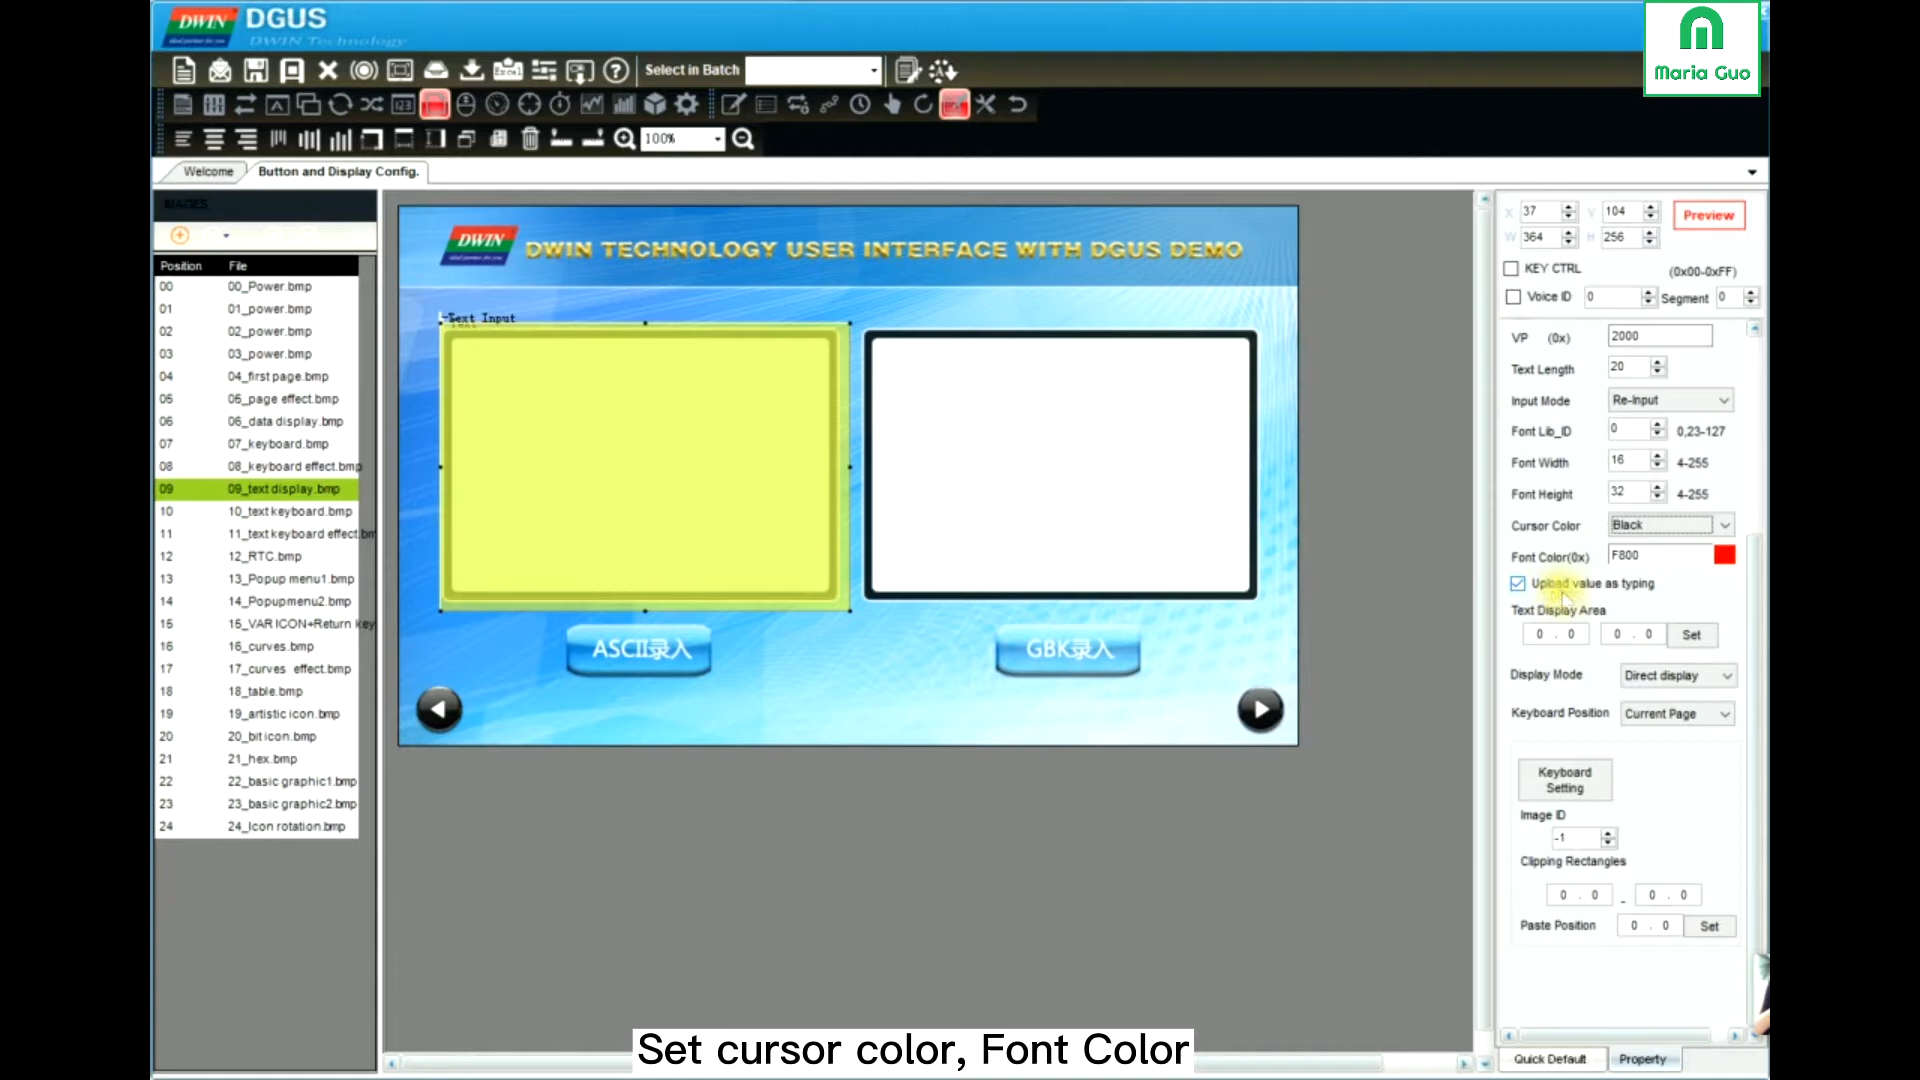 DWIN
DGUS
DWIN Technology
Maria Guo
Select in Batch
100%
Welcome
Button and Display Config.
IMAGES
Position File
00 00_Power.bmp
01 01_power.bmp
02 02_power.bmp
03 03_power.bmp
04 04_first page.bmp
05 05_page effect.bmp
06 06_data display.bmp
07 07_keyboard.bmp
08 08_keyboard effect.bmp
09 09_text display.bmp
10 10_text keyboard.bmp
11 11_text keyboard effect.bm
12 12_RTC.bmp
13 13_Popup menu1.bmp
14 14_Popupmenu2.bmp
15 15_VAR ICON+Return key
16 16_curves.bmp
17 17_curves effect.bmp
18 18_table.bmp
19 19_artistic icon.bmp
20 20_bit icon.bmp
21 21_hex.bmp
22 22_basic graphic1.bmp
23 23_basic graphic2.bmp
24 24_Icon rotation.bmp
DWIN
DWIN TECHNOLOGY USER INTERFACE WITH DGUS DEMO
Text Input
ASCII录入
GBK录入
X 37 Y 104 Preview
W 364 H 256
KEY CTRL (0x00-0xFF)
Voice ID 0 Segment 0
VP (0x) 2000
Text Length 20
Input Mode Re-Input
Font Lib_ID 0 0,23-127
Font Width 16 4-255
Font Height 32 4-255
Cursor Color Black
Font Color(0x) F800
Upload value as typing
Text Display Area
0 . 0 0 . 0 Set
Display Mode Direct display
Keyboard Position Current Page
Keyboard
Setting
Image ID
-1
Clipping Rectangles
0 . 0 - 0 . 0
Paste Position 0 . 0 Set
Quick Default Property
Set cursor color, Font Color